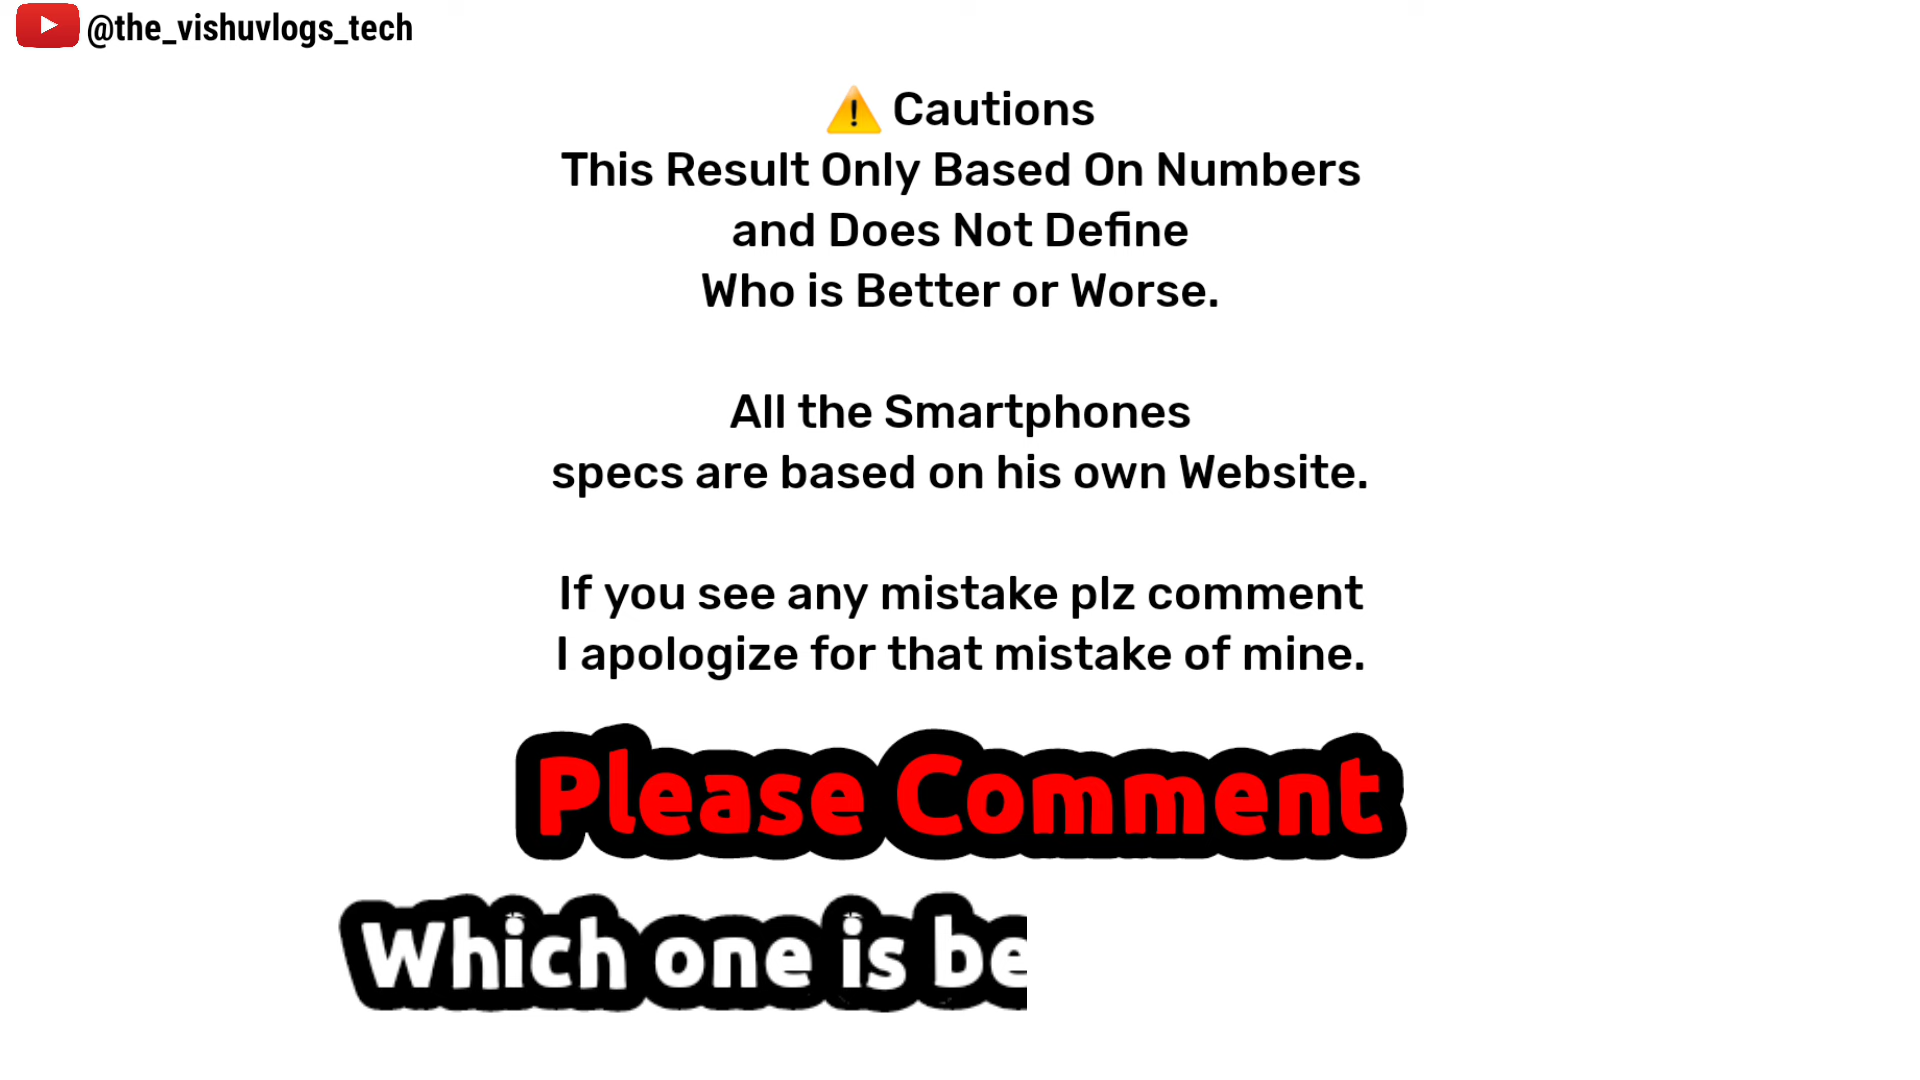 @the_vishuvlogs_tech
⚠️ Cautions
This Result Only Based On Numbers
and Does Not Define
Who is Better or Worse.
All the Smartphones
specs are based on his own Website.
If you see any mistake plz comment
I apologize for that mistake of mine.
Please Comment
Which one is be